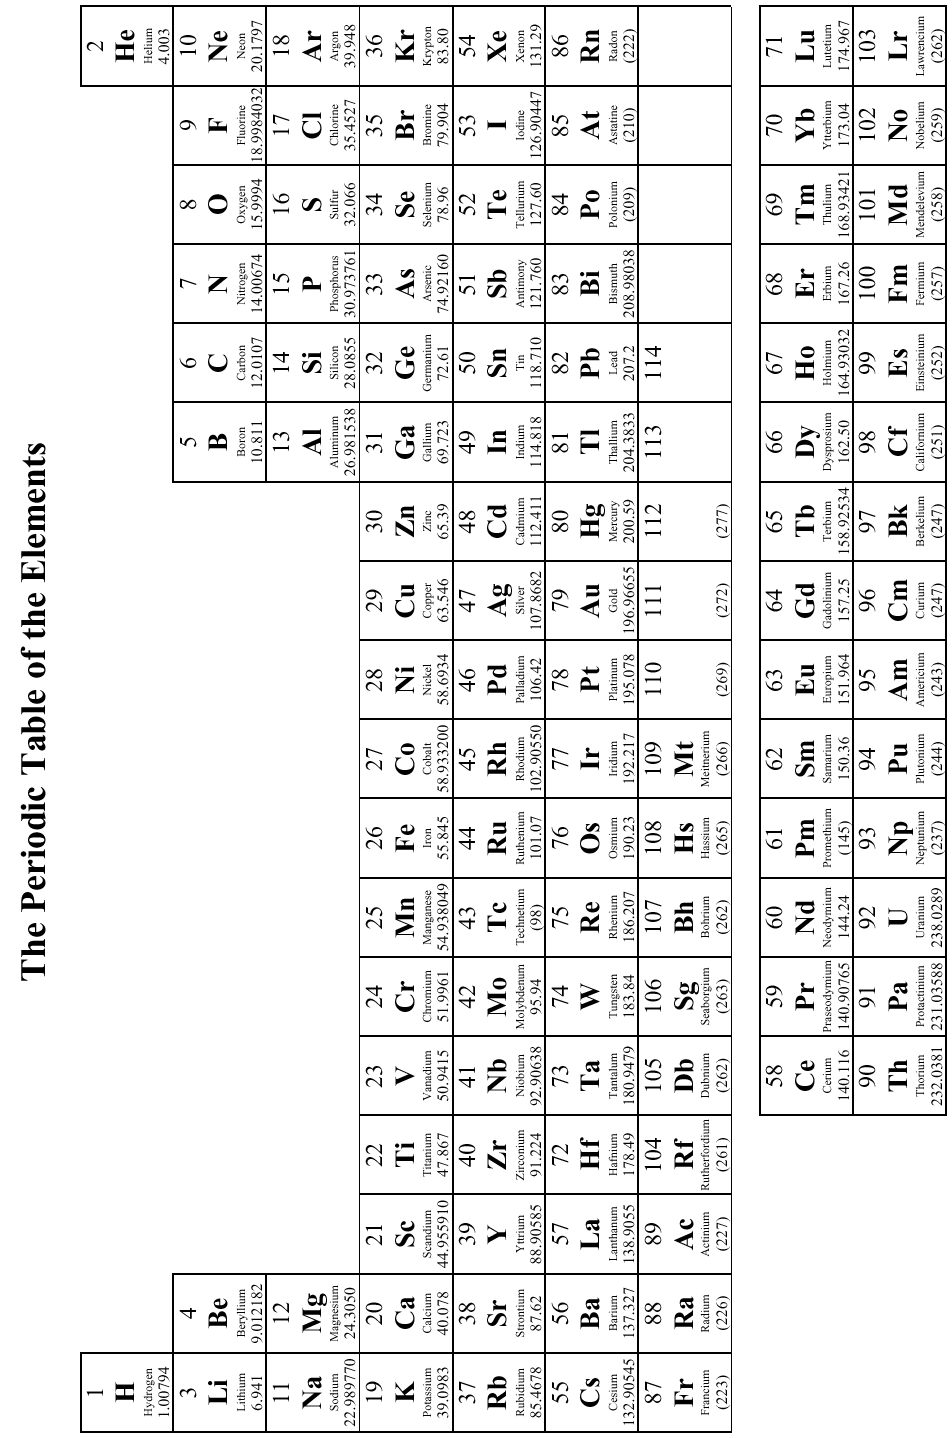 The Periodic Table of the Elements
1
H
Hydrogen
1.00794
2
He
Helium
4.003
3
Li
Lithium
6.941
4
Be
Beryllium
9.012182
5
B
Boron
10.811
6
C
Carbon
12.0107
7
N
Nitrogen
14.00674
8
O
Oxygen
15.9994
9
F
Fluorine
18.9984032
10
Ne
Neon
20.1797
11
Na
Sodium
22.989770
12
Mg
Magnesium
24.3050
13
Al
Aluminum
26.981538
14
Si
Silicon
28.0855
15
P
Phosphorus
30.973761
16
S
Sulfur
32.066
17
Cl
Chlorine
35.4527
18
Ar
Argon
39.948
19
K
Potassium
39.0983
20
Ca
Calcium
40.078
21
Sc
Scandium
44.955910
22
Ti
Titanium
47.867
23
V
Vanadium
50.9415
24
Cr
Chromium
51.9961
25
Mn
Manganese
54.938049
26
Fe
Iron
55.845
27
Co
Cobalt
58.933200
28
Ni
Nickel
58.6934
29
Cu
Copper
63.546
30
Zn
Zinc
65.39
31
Ga
Gallium
69.723
32
Ge
Germanium
72.61
33
As
Arsenic
74.92160
34
Se
Selenium
78.96
35
Br
Bromine
79.904
36
Kr
Krypton
83.80
37
Rb
Rubidium
85.4678
38
Sr
Strontium
87.62
39
Y
Yttrium
88.90585
40
Zr
Zirconium
91.224
41
Nb
Niobium
92.90638
42
Mo
Molybdenum
95.94
43
Tc
Technetium
(98)
44
Ru
Ruthenium
101.07
45
Rh
Rhodium
102.90550
46
Pd
Palladium
106.42
47
Ag
Silver
107.8682
48
Cd
Cadmium
112.411
49
In
Indium
114.818
50
Sn
Tin
118.710
51
Sb
Antimony
121.760
52
Te
Tellurium
127.60
53
I
Iodine
126.90447
54
Xe
Xenon
131.29
55
Cs
Cesium
132.90545
56
Ba
Barium
137.327
57
La
Lanthanum
138.9055
72
Hf
Hafnium
178.49
73
Ta
Tantalum
180.9479
74
W
Tungsten
183.84
75
Re
Rhenium
186.207
76
Os
Osmium
190.23
77
Ir
Iridium
192.217
78
Pt
Platinum
195.078
79
Au
Gold
196.96655
80
Hg
Mercury
200.59
81
Tl
Thallium
204.3833
82
Pb
Lead
207.2
83
Bi
Bismuth
208.98038
84
Po
Polonium
(209)
85
At
Astatine
(210)
86
Rn
Radon
(222)
87
Fr
Francium
(223)
88
Ra
Radium
(226)
89
Ac
Actinium
(227)
104
Rf
Rutherfordium
(261)
105
Db
Dubnium
(262)
106
Sg
Seaborgium
(263)
107
Bh
Bohrium
(262)
108
Hs
Hassium
(265)
109
Mt
Meitnerium
(266)
110
(269)
111
(272)
112
(277)
113
114
58
Ce
Cerium
140.116
59
Pr
Praseodymium
140.90765
60
Nd
Neodymium
144.24
61
Pm
Promethium
(145)
62
Sm
Samarium
150.36
63
Eu
Europium
151.964
64
Gd
Gadolinium
157.25
65
Tb
Terbium
158.92534
66
Dy
Dysprosium
162.50
67
Ho
Holmium
164.93032
68
Er
Erbium
167.26
69
Tm
Thulium
168.93421
70
Yb
Ytterbium
173.04
71
Lu
Lutetium
174.967
90
Th
Thorium
232.0381
91
Pa
Protactinium
231.03588
92
U
Uranium
238.0289
93
Np
Neptunium
(237)
94
Pu
Plutonium
(244)
95
Am
Americium
(243)
96
Cm
Curium
(247)
97
Bk
Berkelium
(247)
98
Cf
Californium
(251)
99
Es
Einsteinium
(252)
100
Fm
Fermium
(257)
101
Md
Mendelevium
(258)
102
No
Nobelium
(259)
103
Lr
Lawrencium
(262)